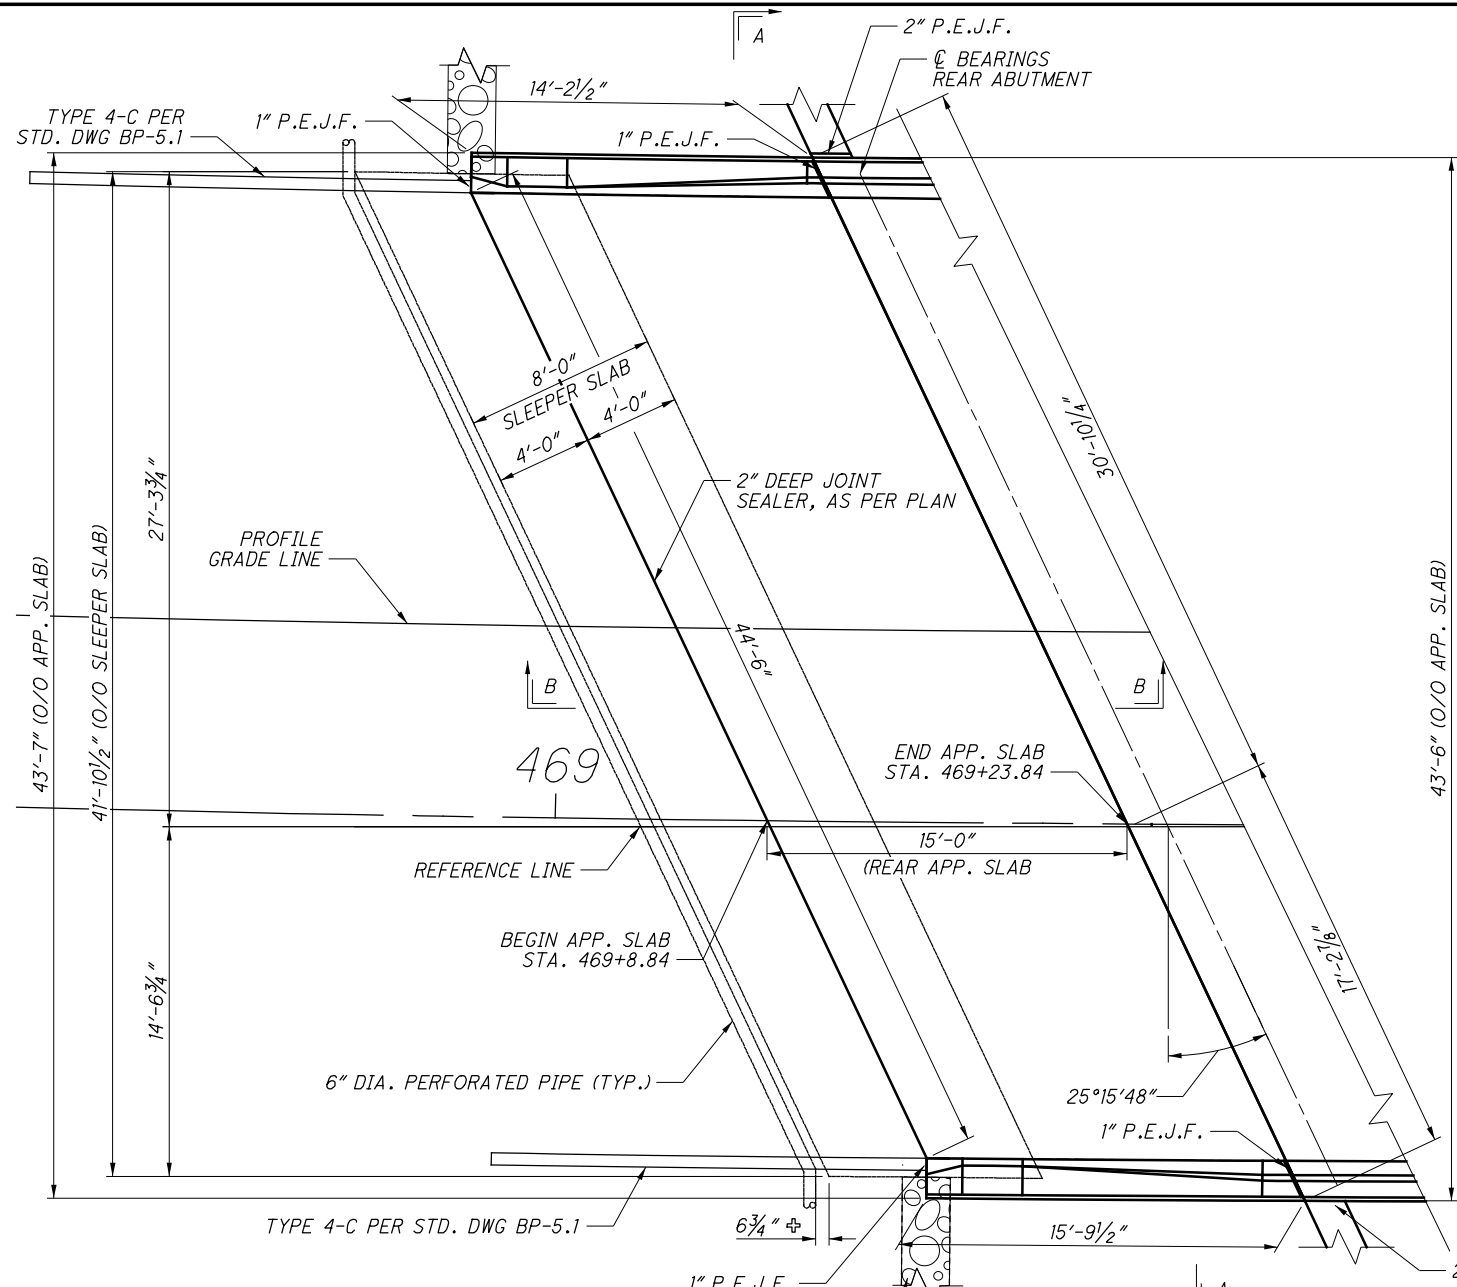 A
2" P.E.J.F.
℄ BEARINGS
REAR ABUTMENT
14'-2½"
TYPE 4-C PER
STD. DWG BP-5.1
1" P.E.J.F.
1" P.E.J.F.
8'-0"
SLEEPER SLAB
4'-0"
4'-0"
30'-10¼"
27'-3¾"
2" DEEP JOINT
SEALER, AS PER PLAN
PROFILE
GRADE LINE
43'-7" (O/O APP. SLAB)
41'-10½" (O/O SLEEPER SLAB)
43'-6" (O/O APP. SLAB)
44'-6"
B
B
469
END APP. SLAB
STA. 469+23.84
15'-0"
(REAR APP. SLAB
REFERENCE LINE
BEGIN APP. SLAB
STA. 469+8.84
14'-6¾"
17'-2⅞"
6" DIA. PERFORATED PIPE (TYP.)
25°15'48"
1" P.E.J.F.
TYPE 4-C PER STD. DWG BP-5.1
6¾" ±
15'-9½"
1" P.E.J.F.
2
A